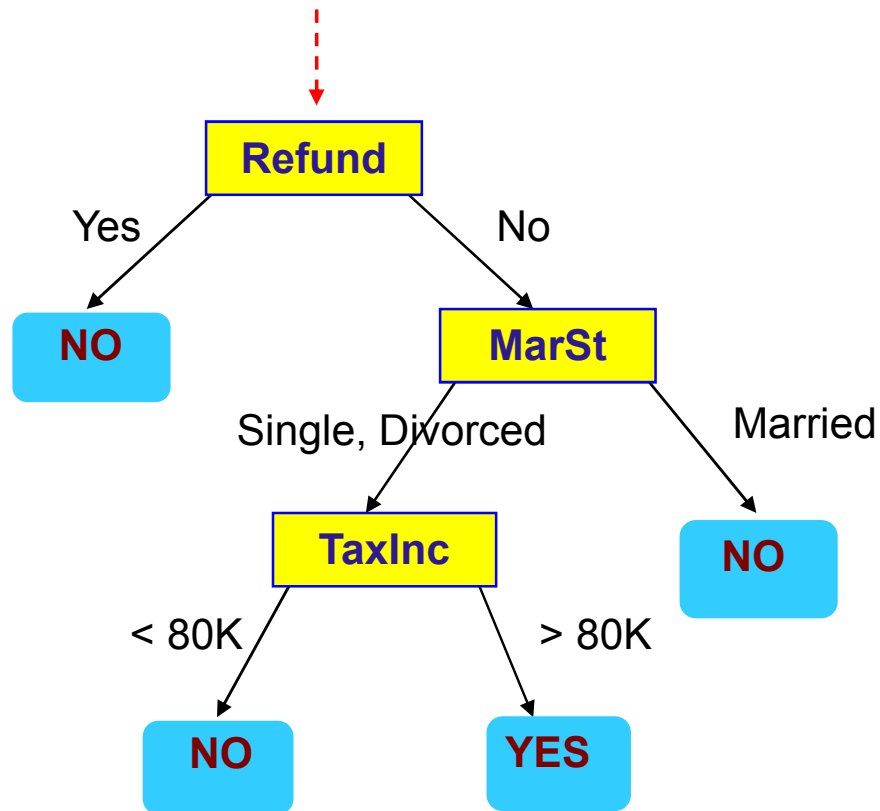 Refund
Yes
No
NO
MarSt
Single, Divorced
Married
TaxInc
NO
< 80K
> 80K
NO
YES